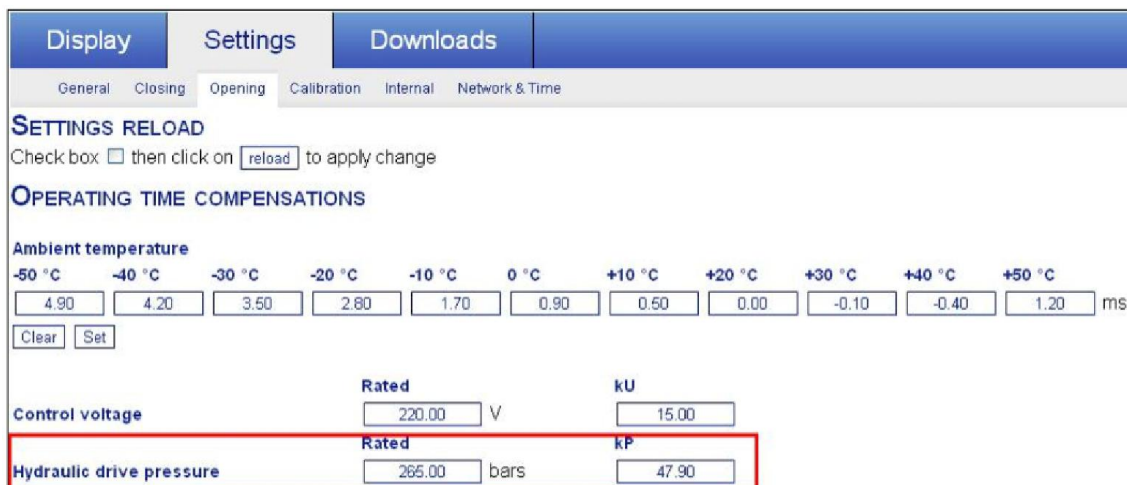 Display Settings Downloads
General Closing Opening Calibration Internal Network & Time
SETTINGS RELOAD
Check box then click on reload to apply change
OPERATING TIME COMPENSATIONS
Ambient temperature
-50 °C -40 °C -30 °C -20 °C -10 °C 0 °C +10 °C +20 °C +30 °C +40 °C +50 °C
4.90 4.20 3.50 2.80 1.70 0.90 0.50 0.00 -0.10 -0.40 1.20 ms
Clear Set
Rated kU
Control voltage 220.00 V 15.00
Rated kP
Hydraulic drive pressure 265.00 bars 47.90